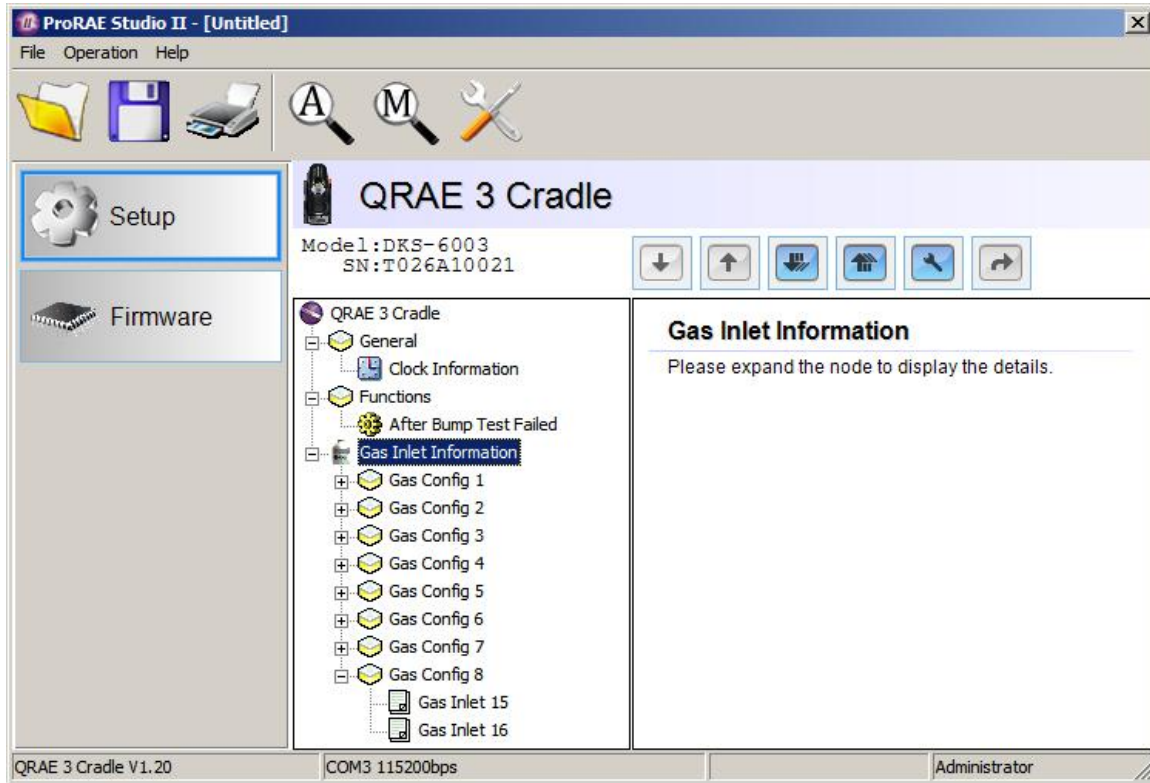 ProRAE Studio II - [Untitled]
File Operation Help
A M
Setup
Firmware
QRAE 3 Cradle
Model:DKS-6003
SN:T026A10021
QRAE 3 Cradle
General
Clock Information
Functions
After Bump Test Failed
Gas Inlet Information
Gas Config 1
Gas Config 2
Gas Config 3
Gas Config 4
Gas Config 5
Gas Config 6
Gas Config 7
Gas Config 8
Gas Inlet 15
Gas Inlet 16
Gas Inlet Information
Please expand the node to display the details.
QRAE 3 Cradle V1.20
COM3 115200bps
Administrator